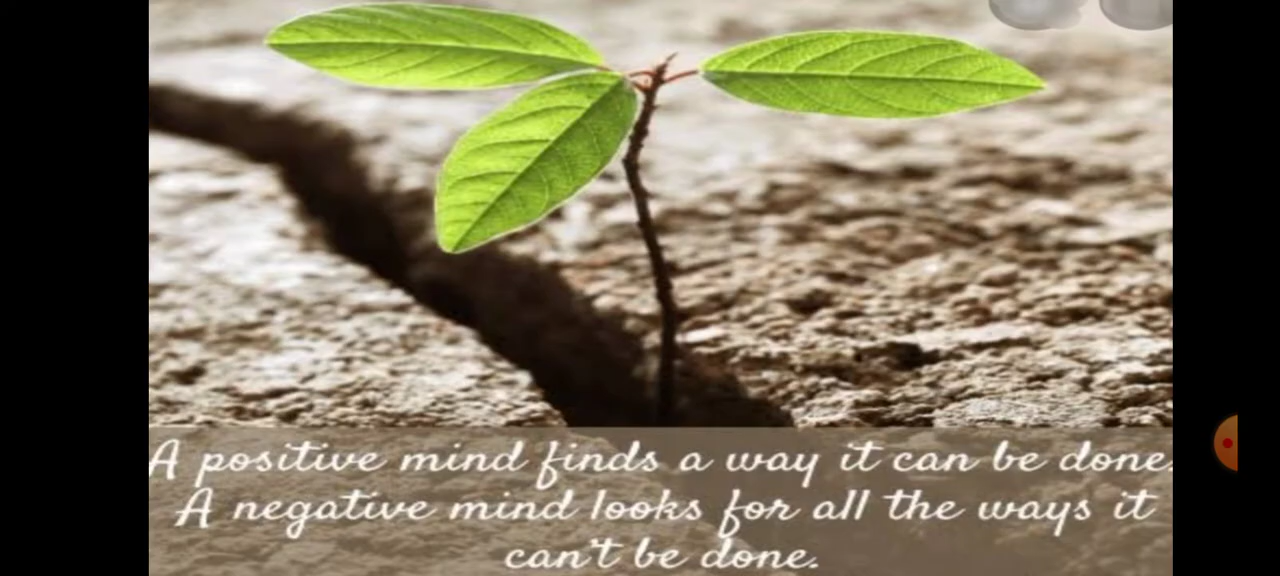 A positive mind finds a way it can be done.
A negative mind looks for all the ways it
can't be done.